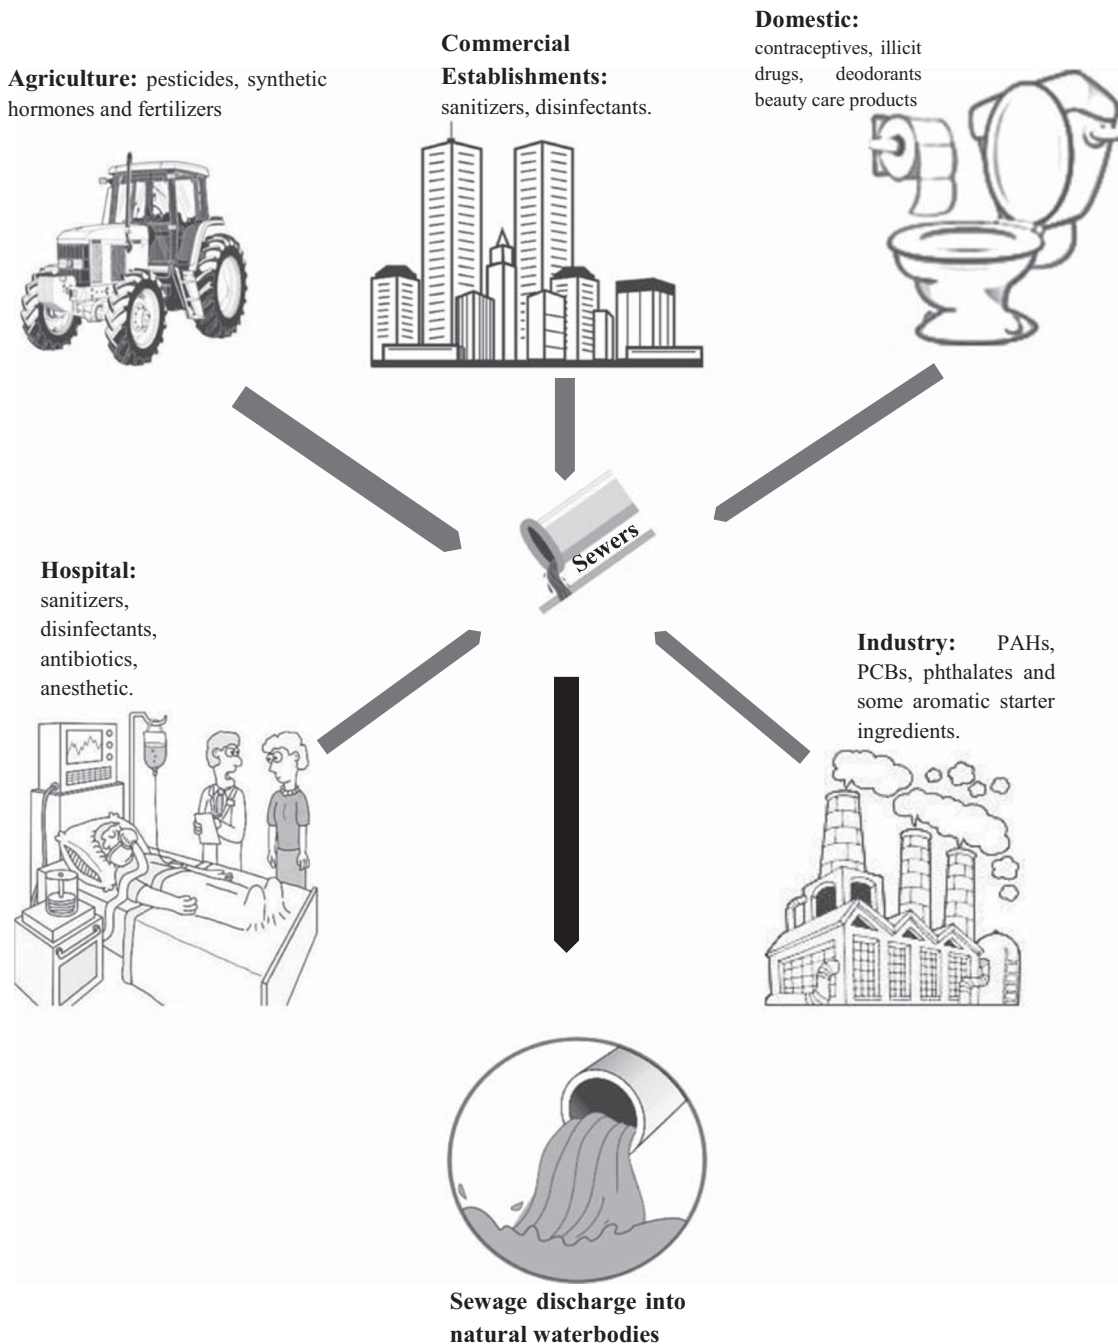 Agriculture: pesticides, synthetic
hormones and fertilizers
Commercial
Establishments:
sanitizers, disinfectants.
Domestic:
contraceptives, illicit
drugs, deodorants
beauty care products
Sewers
Hospital:
sanitizers,
disinfectants,
antibiotics,
anesthetic.
Industry: PAHs,
PCBs, phthalates and
some aromatic starter
ingredients.
Sewage discharge into
natural waterbodies